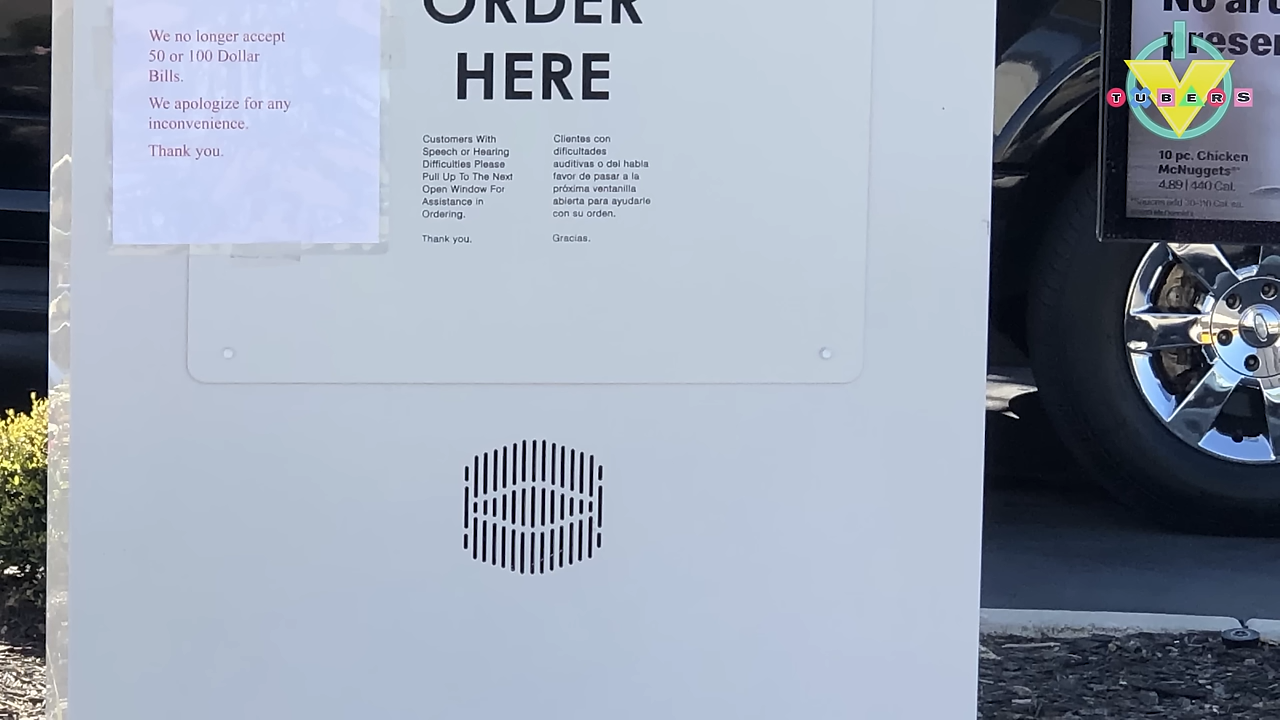 We no longer accept
50 or 100 Dollar
Bills.
We apologize for any
inconvenience.
Thank you.
ORDER
HERE
Customers With
Speech or Hearing
Difficulties Please
Pull Up To The Next
Open Window For
Assistance in
Ordering.
Thank you.
Clientes con
dificultades
auditivas o del habla
favor de pasar a la
próxima ventanilla
abierta para ayudarle
con su orden.
Gracias.
No
V
TUBERS
10 pc. Chicken
McNuggets®
4.89 | 440 Cal.